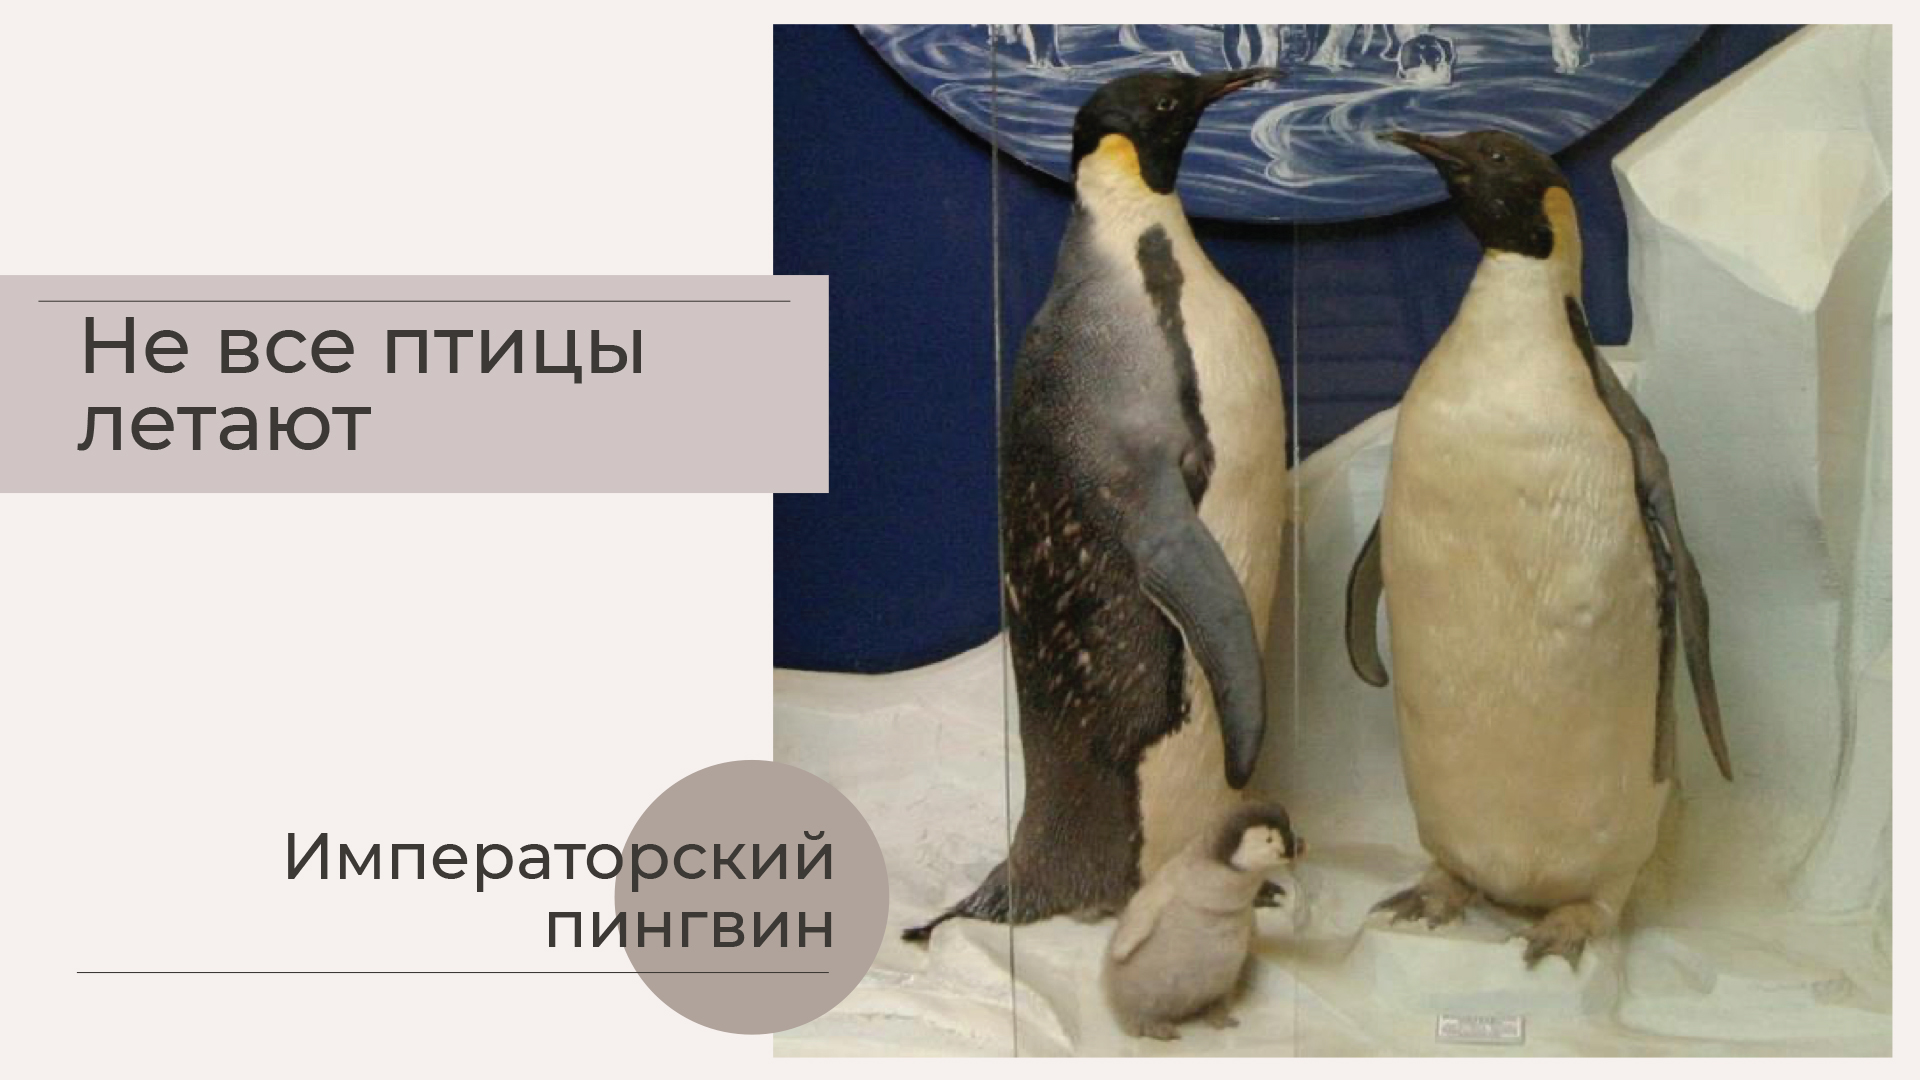 Не все птицы
летают
Императорский
пингвин